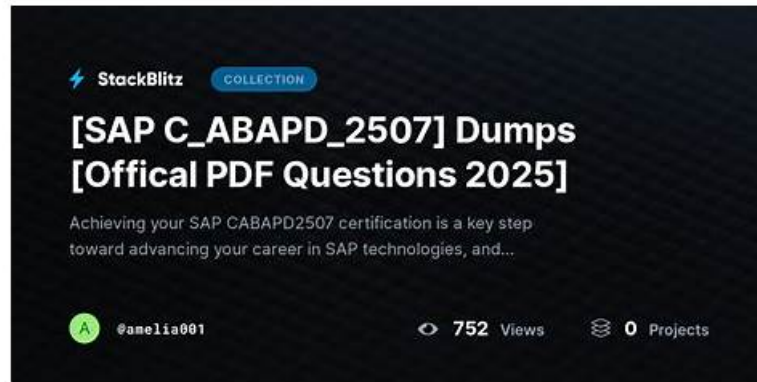 StackBlitz COLLECTION
[SAP C_ABAPD_2507] Dumps
[Offical PDF Questions 2025]
Achieving your SAP CABAPD2507 certification is a key step
toward advancing your career in SAP technologies, and...
A @amelia001 752 Views 0 Projects